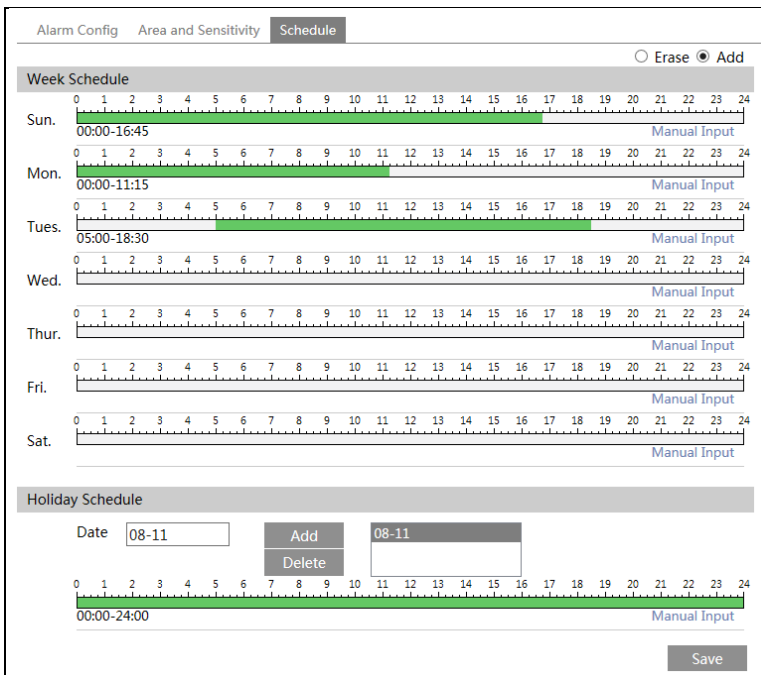 Alarm Config Area and Sensitivity Schedule
Erase Add
Week Schedule
0 1 2 3 4 5 6 7 8 9 10 11 12 13 14 15 16 17 18 19 20 21 22 23 24
Sun.
00:00-16:45 Manual Input
0 1 2 3 4 5 6 7 8 9 10 11 12 13 14 15 16 17 18 19 20 21 22 23 24
Mon.
00:00-11:15 Manual Input
0 1 2 3 4 5 6 7 8 9 10 11 12 13 14 15 16 17 18 19 20 21 22 23 24
Tues.
05:00-18:30 Manual Input
0 1 2 3 4 5 6 7 8 9 10 11 12 13 14 15 16 17 18 19 20 21 22 23 24
Wed.
Manual Input
0 1 2 3 4 5 6 7 8 9 10 11 12 13 14 15 16 17 18 19 20 21 22 23 24
Thur.
Manual Input
0 1 2 3 4 5 6 7 8 9 10 11 12 13 14 15 16 17 18 19 20 21 22 23 24
Fri.
Manual Input
0 1 2 3 4 5 6 7 8 9 10 11 12 13 14 15 16 17 18 19 20 21 22 23 24
Sat.
Manual Input
Holiday Schedule
Date 08-11 Add 08-11
Delete
0 1 2 3 4 5 6 7 8 9 10 11 12 13 14 15 16 17 18 19 20 21 22 23 24
00:00-24:00 Manual Input
Save